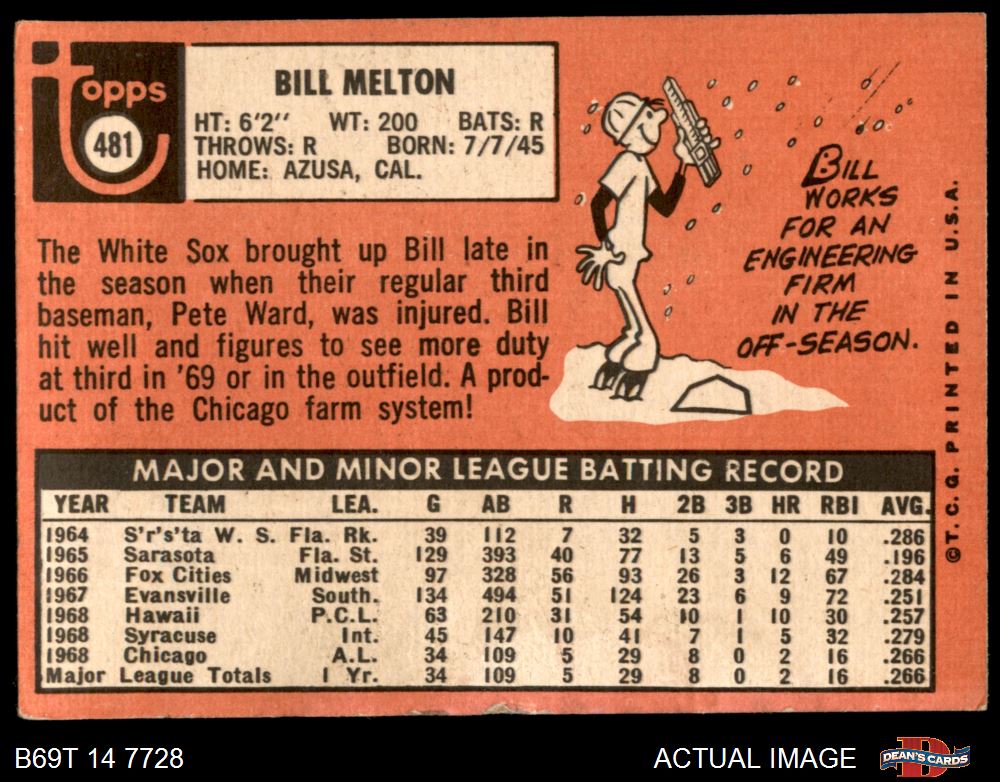 topps
481
BILL MELTON
HT: 6'2" WT: 200 BATS: R
THROWS: R BORN: 7/7/45
HOME: AZUSA, CAL.
The White Sox brought up Bill late in
the season when their regular third
baseman, Pete Ward, was injured. Bill
hit well and figures to see more duty
at third in '69 or in the outfield. A prod-
uct of the Chicago farm system!
BILL
WORKS
FOR AN
ENGINEERING
FIRM
IN THE
OFF-SEASON.
©T.C.G. PRINTED IN U.S.A.
MAJOR AND MINOR LEAGUE BATTING RECORD
YEAR TEAM LEA. G AB R H 2B 3B HR RBI AVG.
1964 S'r's'ta W. S. Fla. Rk. 39 112 7 32 5 3 0 10 .286
1965 Sarasota Fla. St. 129 393 40 77 13 5 6 49 .196
1966 Fox Cities Midwest 97 328 56 93 26 3 12 67 .284
1967 Evansville South. 134 494 51 124 23 6 9 72 .251
1968 Hawaii P.C.L. 63 210 31 54 10 1 10 30 .257
1968 Syracuse Int. 45 147 10 41 7 1 5 32 .279
1968 Chicago A.L. 34 109 5 29 8 0 2 16 .266
Major League Totals 1 Yr. 34 109 5 29 8 0 2 16 .266
B69T 14 7728
ACTUAL IMAGE
DEAN'S CARDS